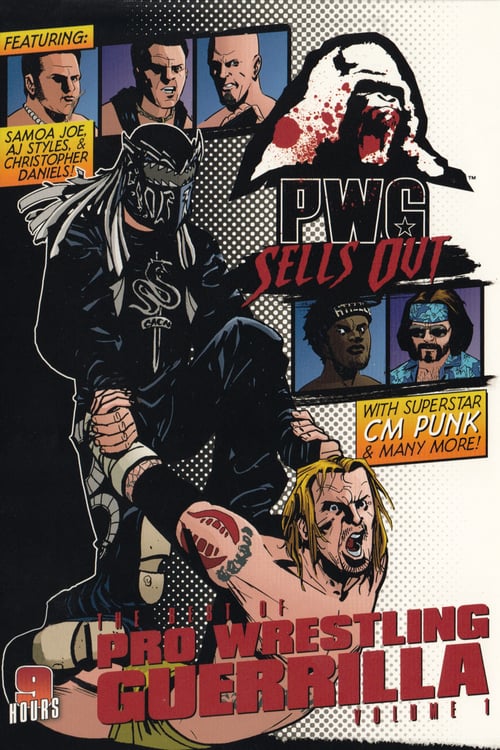 FEATURING:
SAMOA JOE,
AJ STYLES, &
CHRISTOPHER
DANIELS!
PWG
™
SELLS OUT
WITH SUPERSTAR
CM PUNK
& MANY MORE!
THE BEST OF
PRO WRESTLING
GUERRILLA
VOLUME 1
9
HOURS